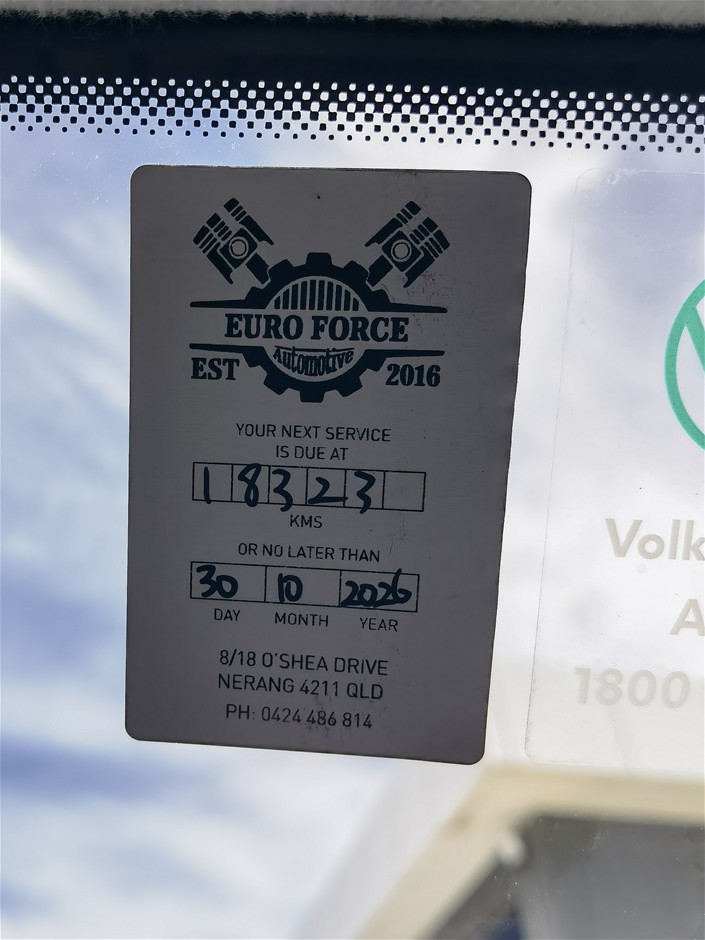 EURO FORCE
Automotive
EST 2016
YOUR NEXT SERVICE
IS DUE AT
18323
KMS
OR NO LATER THAN
30 10 2026
DAY MONTH YEAR
8/18 O'SHEA DRIVE
NERANG 4211 QLD
PH: 0424 486 814
Volk
A
1800